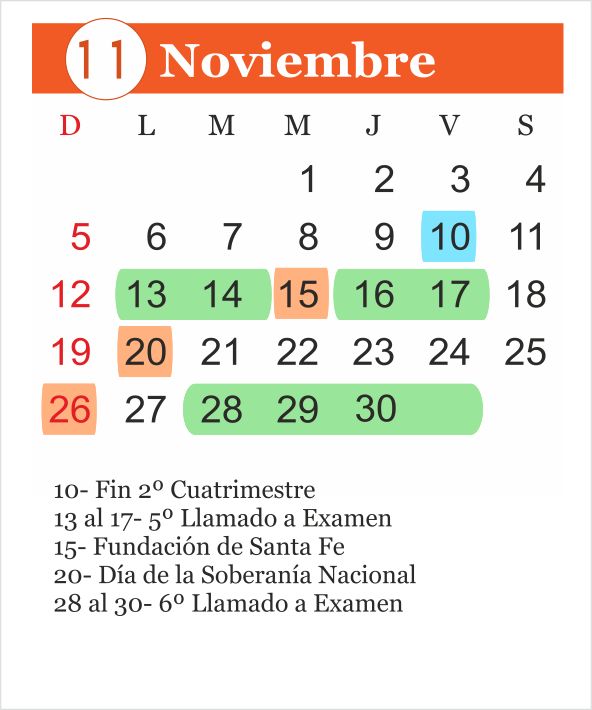 11 Noviembre
D L M M J V S
1 2 3 4
5 6 7 8 9 10 11
12 13 14 15 16 17 18
19 20 21 22 23 24 25
26 27 28 29 30
10- Fin 2º Cuatrimestre
13 al 17- 5º Llamado a Examen
15- Fundación de Santa Fe
20- Día de la Soberanía Nacional
28 al 30- 6º Llamado a Examen